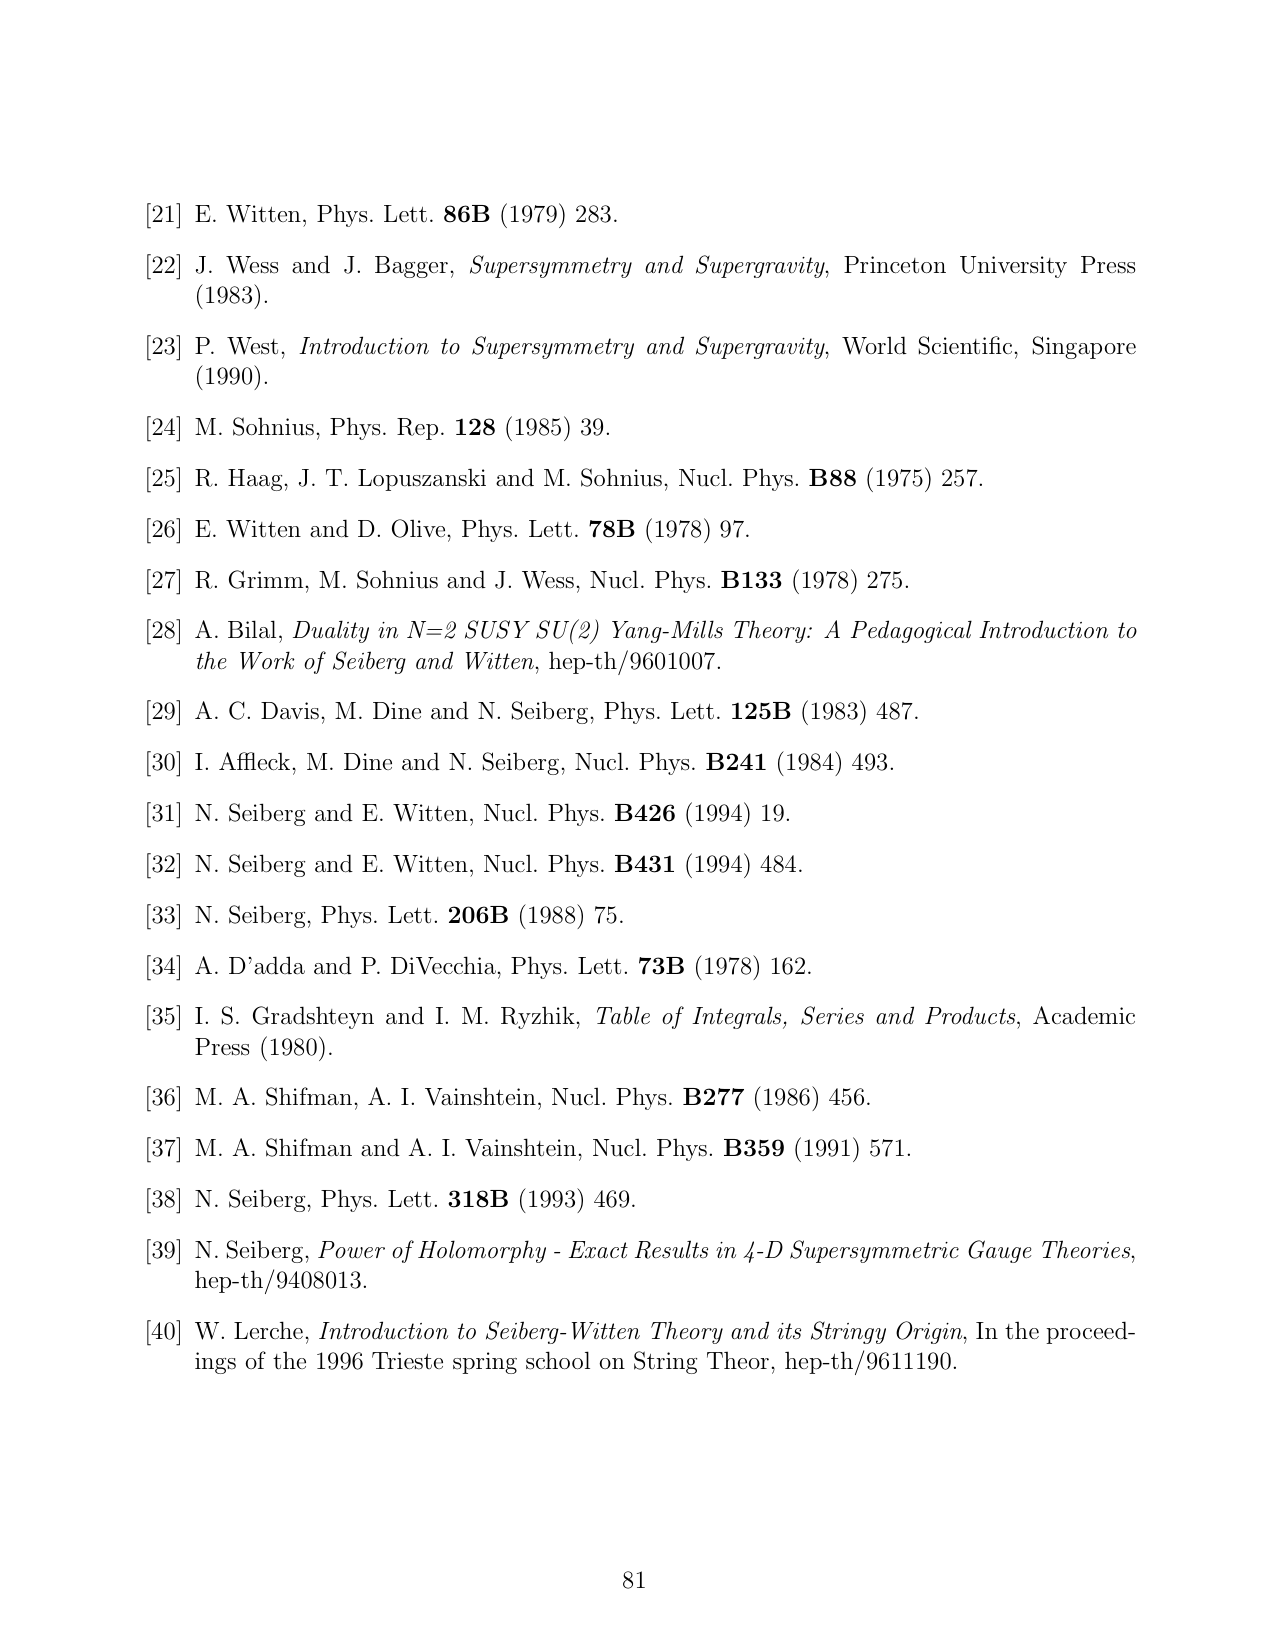 [21] E. Witten, Phys. Lett. 86B (1979) 283.
[22] J. Wess and J. Bagger, Supersymmetry and Supergravity, Princeton University Press
(1983).
[23] P. West, Introduction to Supersymmetry and Supergravity, World Scientific, Singapore
(1990).
[24] M. Sohnius, Phys. Rep. 128 (1985) 39.
[25] R. Haag, J. T. Lopuszanski and M. Sohnius, Nucl. Phys. B88 (1975) 257.
[26] E. Witten and D. Olive, Phys. Lett. 78B (1978) 97.
[27] R. Grimm, M. Sohnius and J. Wess, Nucl. Phys. B133 (1978) 275.
[28] A. Bilal, Duality in N=2 SUSY SU(2) Yang-Mills Theory: A Pedagogical Introduction to
the Work of Seiberg and Witten, hep-th/9601007.
[29] A. C. Davis, M. Dine and N. Seiberg, Phys. Lett. 125B (1983) 487.
[30] I. Affleck, M. Dine and N. Seiberg, Nucl. Phys. B241 (1984) 493.
[31] N. Seiberg and E. Witten, Nucl. Phys. B426 (1994) 19.
[32] N. Seiberg and E. Witten, Nucl. Phys. B431 (1994) 484.
[33] N. Seiberg, Phys. Lett. 206B (1988) 75.
[34] A. D'adda and P. DiVecchia, Phys. Lett. 73B (1978) 162.
[35] I. S. Gradshteyn and I. M. Ryzhik, Table of Integrals, Series and Products, Academic
Press (1980).
[36] M. A. Shifman, A. I. Vainshtein, Nucl. Phys. B277 (1986) 456.
[37] M. A. Shifman and A. I. Vainshtein, Nucl. Phys. B359 (1991) 571.
[38] N. Seiberg, Phys. Lett. 318B (1993) 469.
[39] N. Seiberg, Power of Holomorphy - Exact Results in 4-D Supersymmetric Gauge Theories,
hep-th/9408013.
[40] W. Lerche, Introduction to Seiberg-Witten Theory and its Stringy Origin, In the proceed-
ings of the 1996 Trieste spring school on String Theor, hep-th/9611190.
81